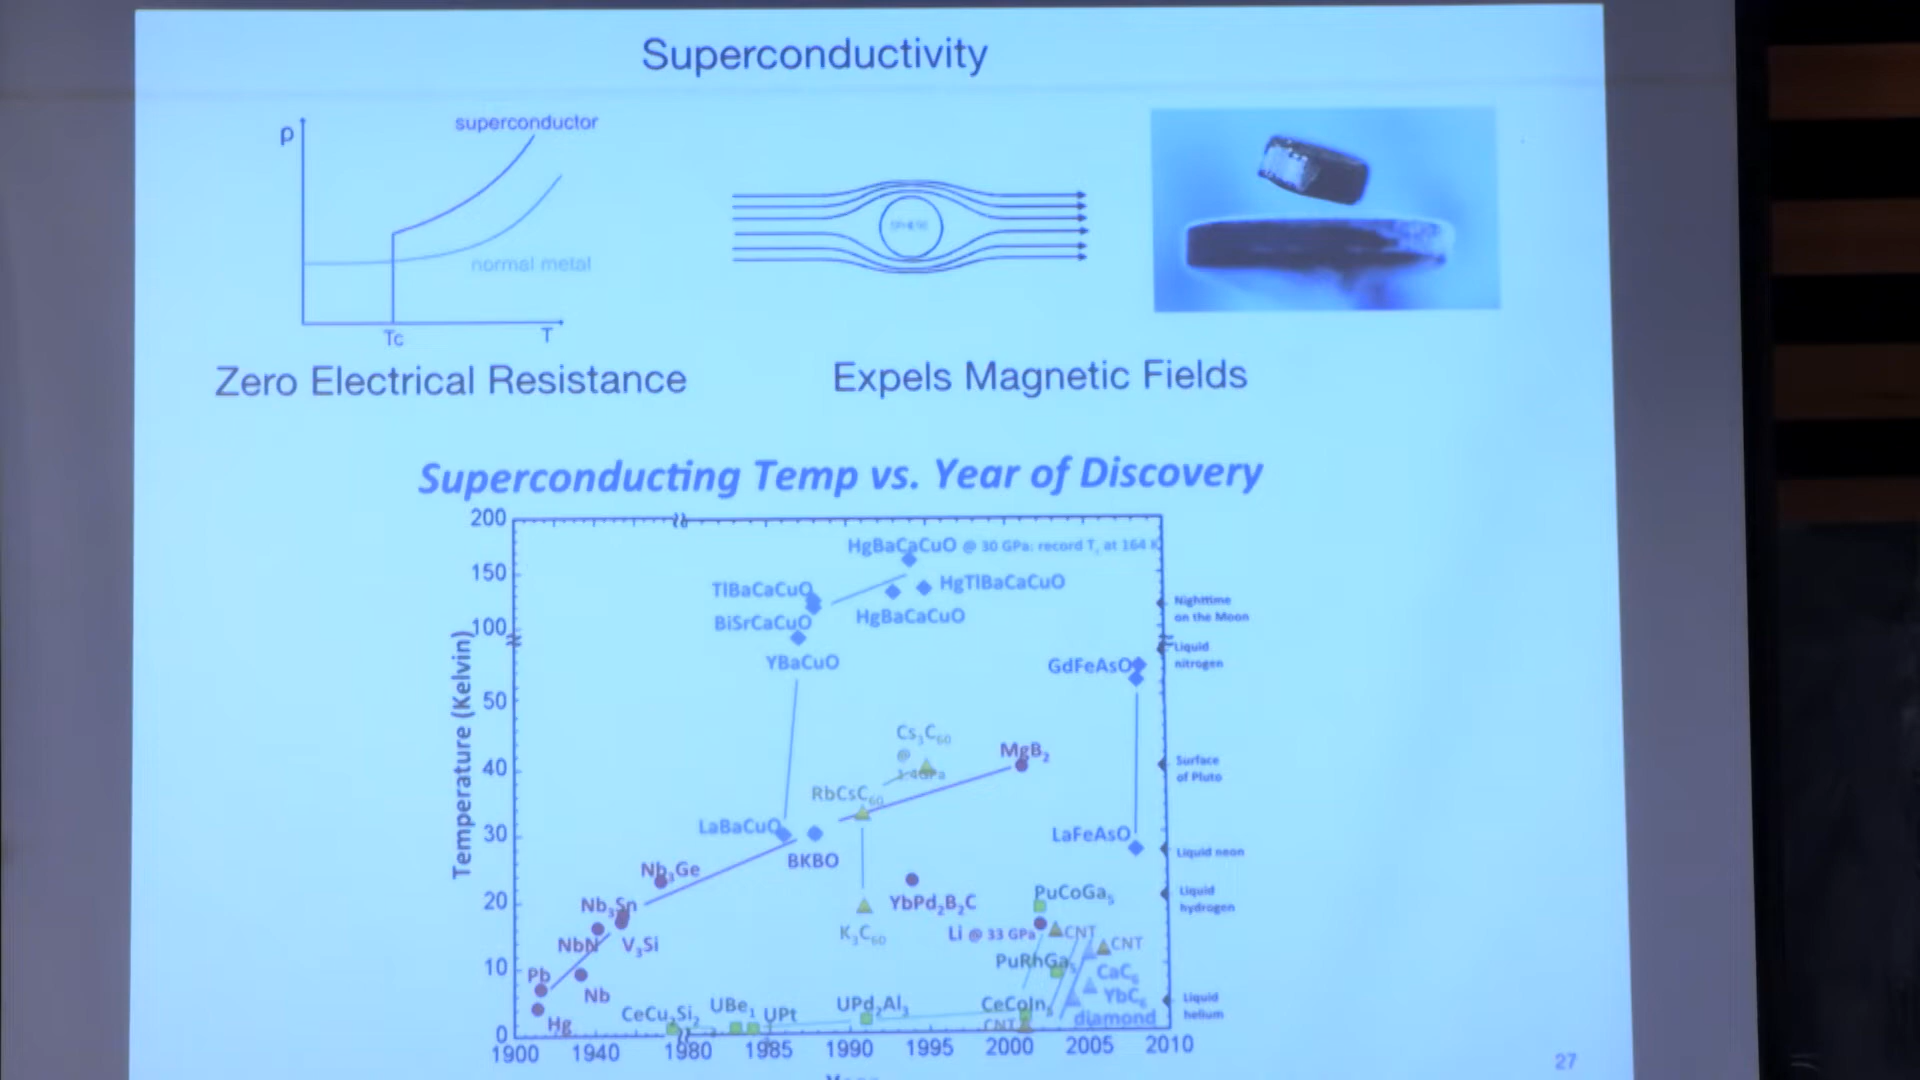 Superconductivity
ρ
superconductor
normal metal
Tc
T
Zero Electrical Resistance
Expels Magnetic Fields
Superconducting Temp vs. Year of Discovery
200
150
100
50
40
30
20
10
0
Temperature (Kelvin)
HgBaCaCuO @ 30 GPa: record Tc at 164 K
TlBaCaCuO
HgTlBaCaCuO
BiSrCaCuO
HgBaCaCuO
YBaCuO
GdFeAsO
Cs3C60
@
1.4GPa
MgB2
RbCsC60
LaBaCuO
BKBO
LaFeAsO
Nb3Ge
Nb3Sn
NbN
V3Si
K3C60
YbPd2B2C
PuCoGa5
Li @ 33 GPa
CNT
CNT
PuRhGa5
CaC6
YbC6
Pb
Nb
Hg
CeCu2Si2
UBe1
UPt
UPd2Al3
CeCoIn5
CNT
diamond
Nighttime
on the Moon
Liquid
nitrogen
Surface
of Pluto
Liquid neon
Liquid
hydrogen
Liquid
helium
1900 1940 1980 1985 1990 1995 2000 2005 2010
27